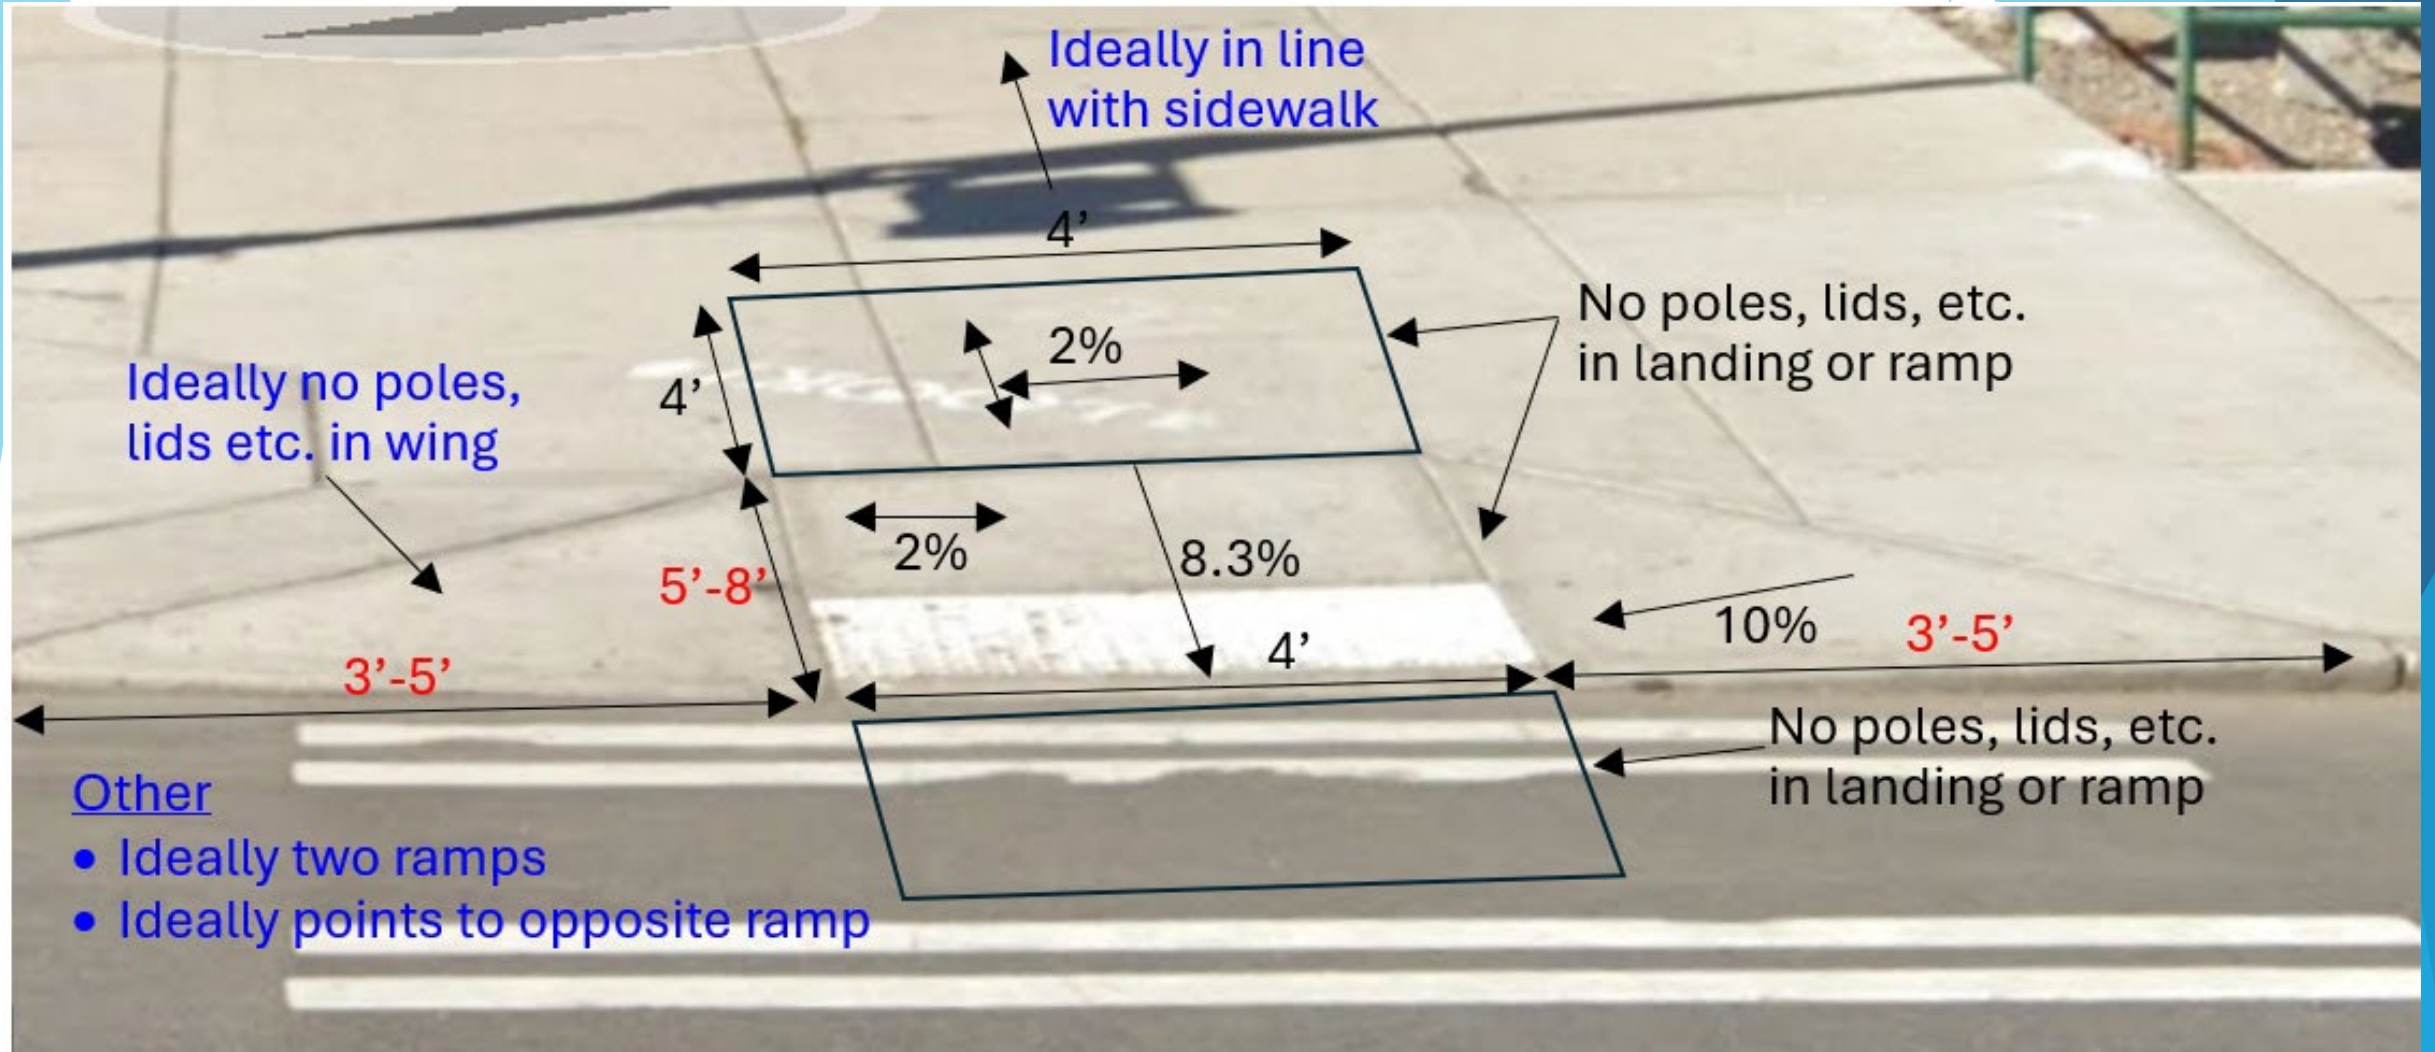 Ideally in line
with sidewalk
4’
No poles, lids, etc.
in landing or ramp
2%
4’
Ideally no poles,
lids etc. in wing
2%
8.3%
5’-8’
10%
3’-5’
4’
3’-5’
No poles, lids, etc.
in landing or ramp
Other
• Ideally two ramps
• Ideally points to opposite ramp